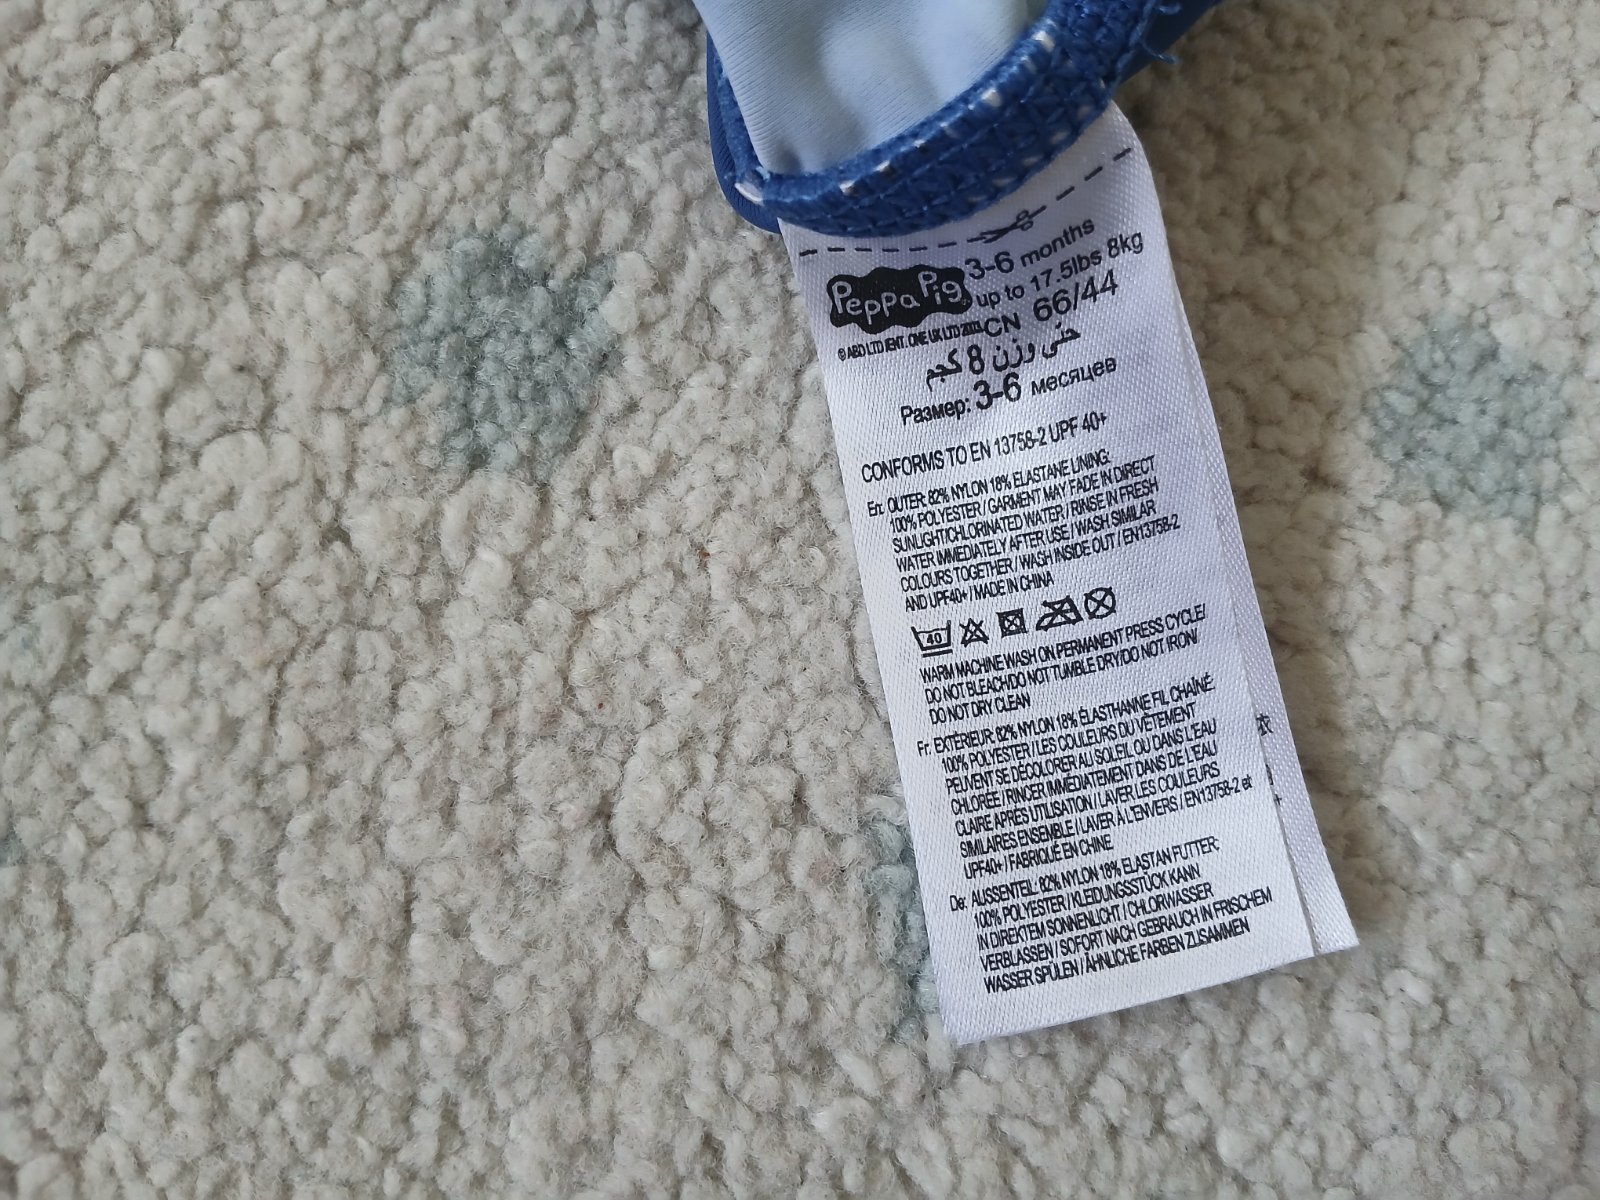 3-6 months
Peppa Pig
up to 17.5lbs 8kg
© ABD LTD/ENT. ONE UK LTD
CN 66/44
حتى وزن 8 كجم
Размер: 3-6 месяцев
CONFORMS TO EN 13758-2 UPF 40+
En: OUTER: 82% NYLON 18% ELASTANE LINING:
100% POLYESTER / GARMENT MAY FADE IN DIRECT
SUNLIGHT/CHLORINATED WATER / RINSE IN FRESH
WATER IMMEDIATELY AFTER USE / WASH SIMILAR
COLOURS TOGETHER / WASH INSIDE OUT / EN13758-2
AND UPF40+ / MADE IN CHINA
40
WARM MACHINE WASH ON PERMANENT PRESS CYCLE/
DO NOT BLEACH/DO NOT TUMBLE DRY/DO NOT IRON/
DO NOT DRY CLEAN
Fr: EXTÉRIEUR: 82% NYLON 18% ÉLASTHANNE FIL CHAÎNÉ:
100% POLYESTER / LES COULEURS DU VÊTEMENT
PEUVENT SE DÉCOLORER AU SOLEIL OU DANS L'EAU
CHLORÉE / RINCER IMMÉDIATEMENT DANS DE L'EAU
CLAIRE APRÈS UTILISATION / LAVER LES COULEURS
SIMILAIRES ENSEMBLE / LAVER À L'ENVERS / EN13758-2 et
UPF40+ / FABRIQUÉ EN CHINE
De: AUSSENTEIL: 82% NYLON 18% ELASTAN FUTTER:
100% POLYESTER / KLEIDUNGSSTÜCK KANN
IN DIREKTEM SONNENLICHT / CHLORWASSER
VERBLASSEN / SOFORT NACH GEBRAUCH IN FRISCHEM
WASSER SPÜLEN / ÄHNLICHE FARBEN ZUSAMMEN